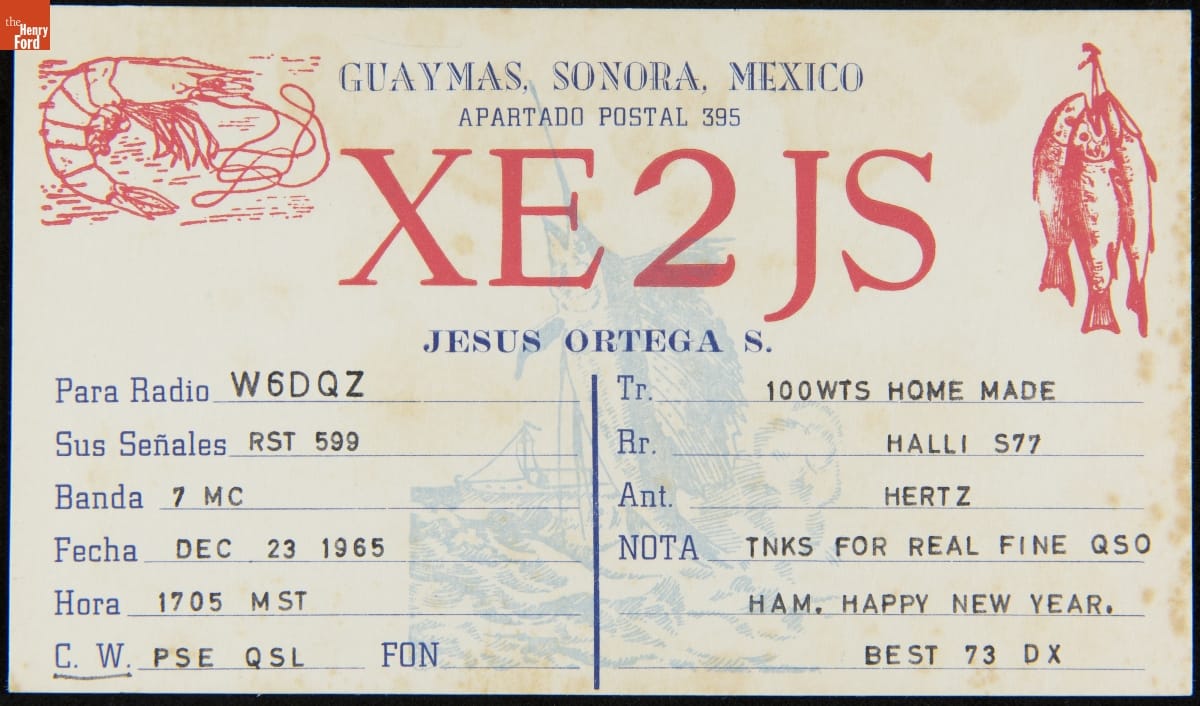 the Henry Ford
GUAYMAS, SONORA, MEXICO
APARTADO POSTAL 395
XE2JS
JESUS ORTEGA S.
Para Radio W6DQZ
Sus Señales RST 599
Banda 7 MC
Fecha DEC 23 1965
Hora 1705 MST
C. W. PSE QSL FON
Tr. 100WTS HOME MADE
Rr. HALLI S77
Ant. HERTZ
NOTA TNKS FOR REAL FINE QSO
HAM. HAPPY NEW YEAR.
BEST 73 DX